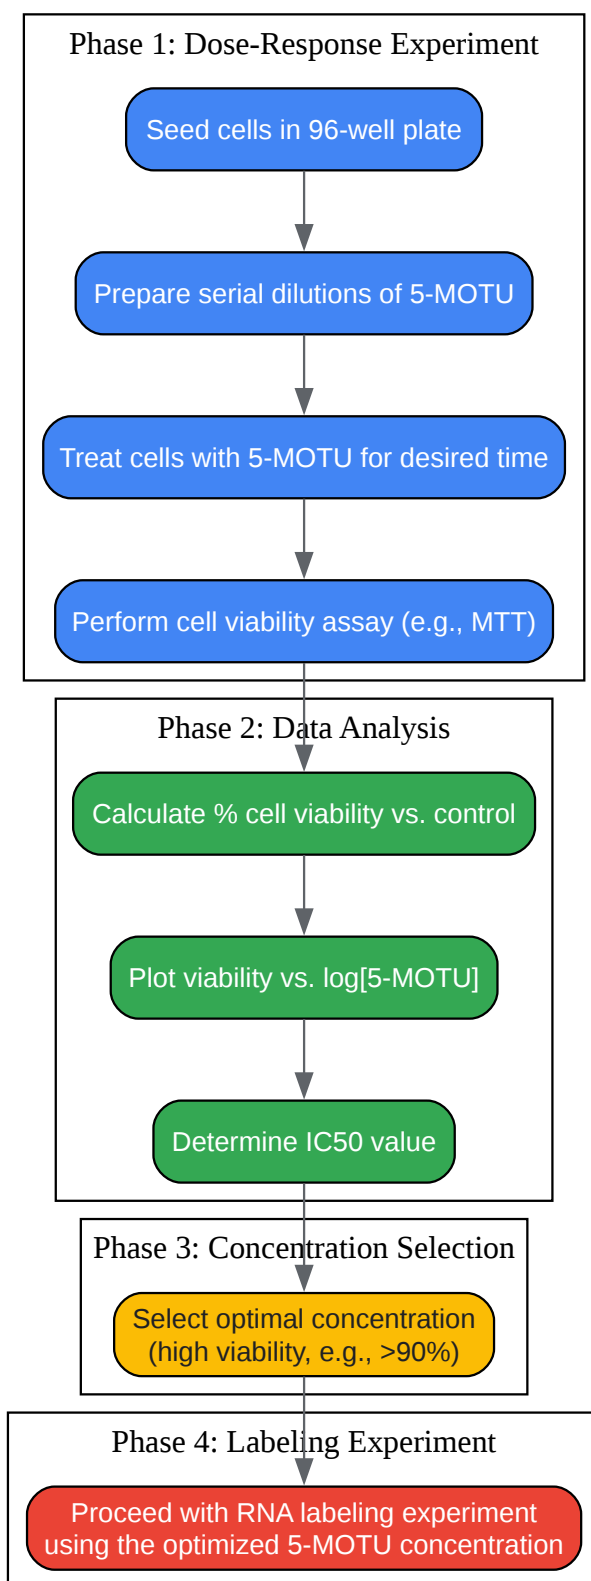 Phase 1: Dose-Response Experiment
Seed cells in 96-well plate
Prepare serial dilutions of 5-MOTU
Treat cells with 5-MOTU for desired time
Perform cell viability assay (e.g., MTT)
Phase 2: Data Analysis
Calculate % cell viability vs. control
Plot viability vs. log[5-MOTU]
Determine IC50 value
Phase 3: Concentration Selection
Select optimal concentration
(high viability, e.g., >90%)
Phase 4: Labeling Experiment
Proceed with RNA labeling experiment
using the optimized 5-MOTU concentration